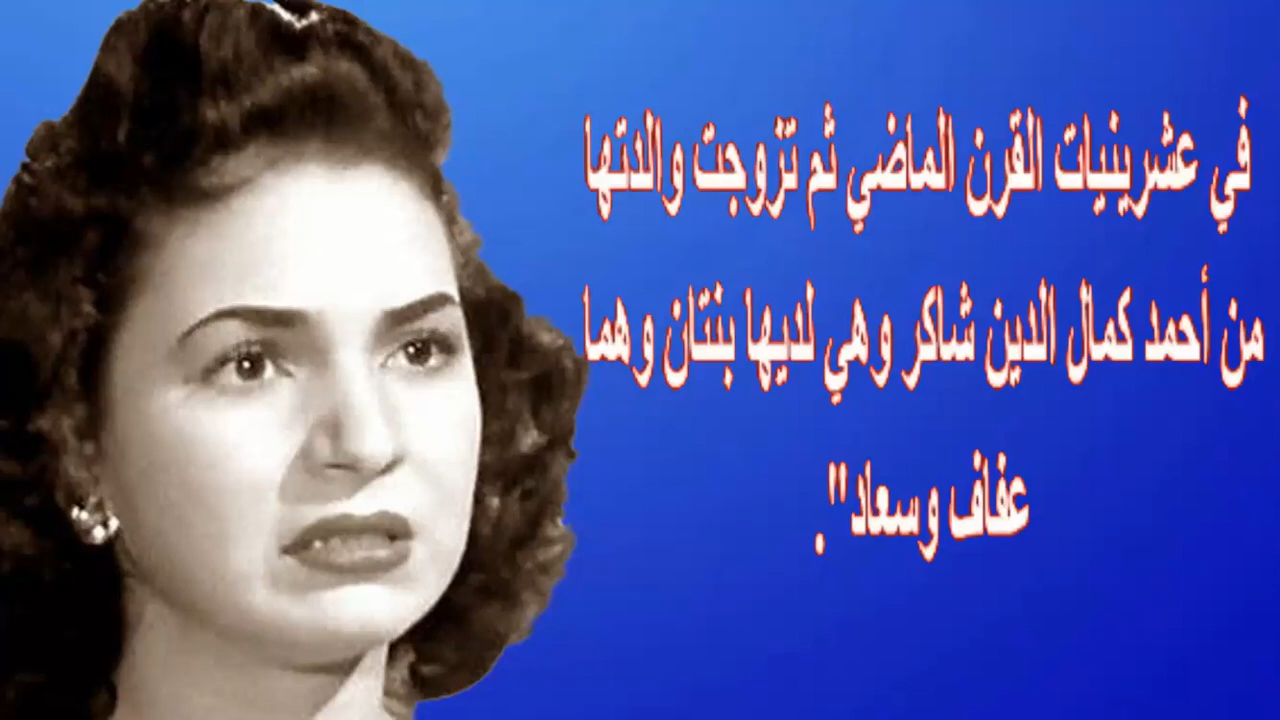 في عشرينيات القرن الماضي ثم تزوجت والدتها
من أحمد كمال الدين شاكر وهي لديها بنتان وهما
عفاف وسعاد".